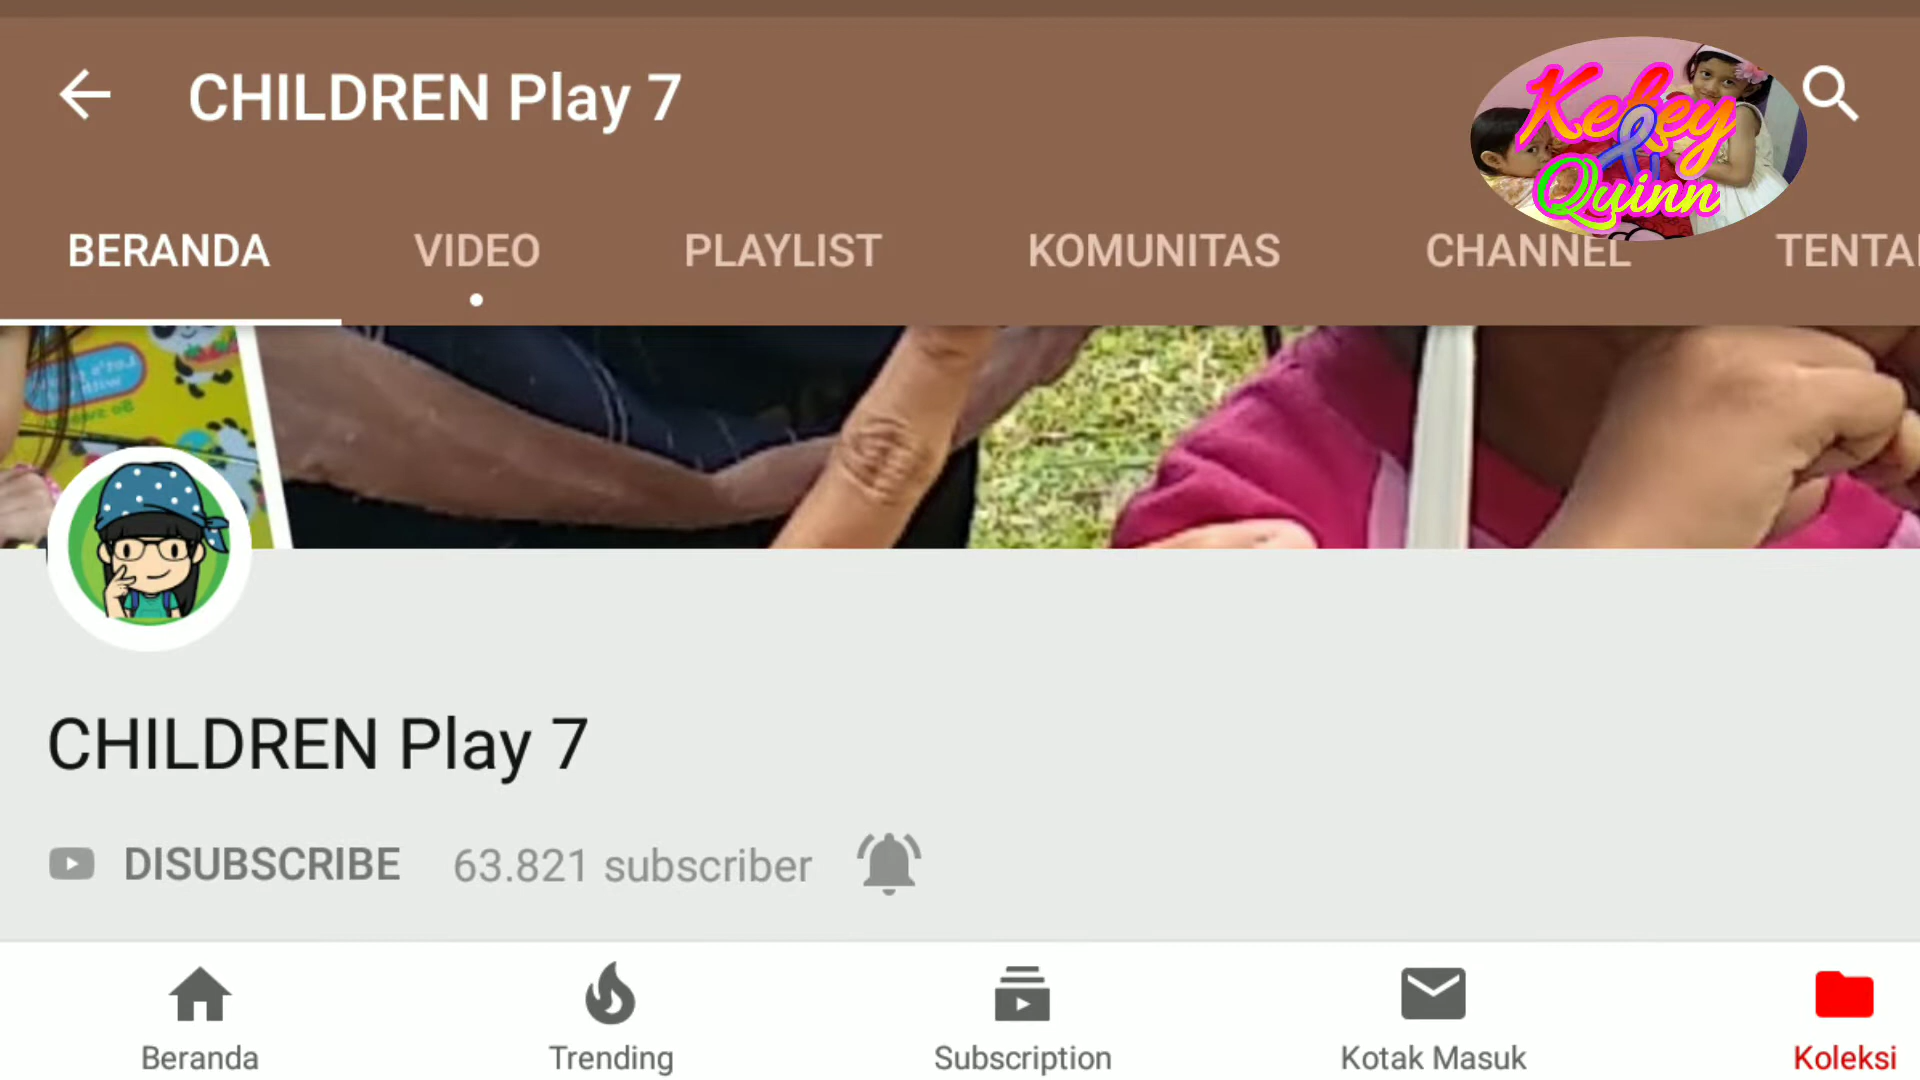 CHILDREN Play 7
Keley
Quinn
BERANDA VIDEO PLAYLIST KOMUNITAS CHANNEL TENTA
CHILDREN Play 7
DISUBSCRIBE 63.821 subscriber
Beranda Trending Subscription Kotak Masuk Koleksi